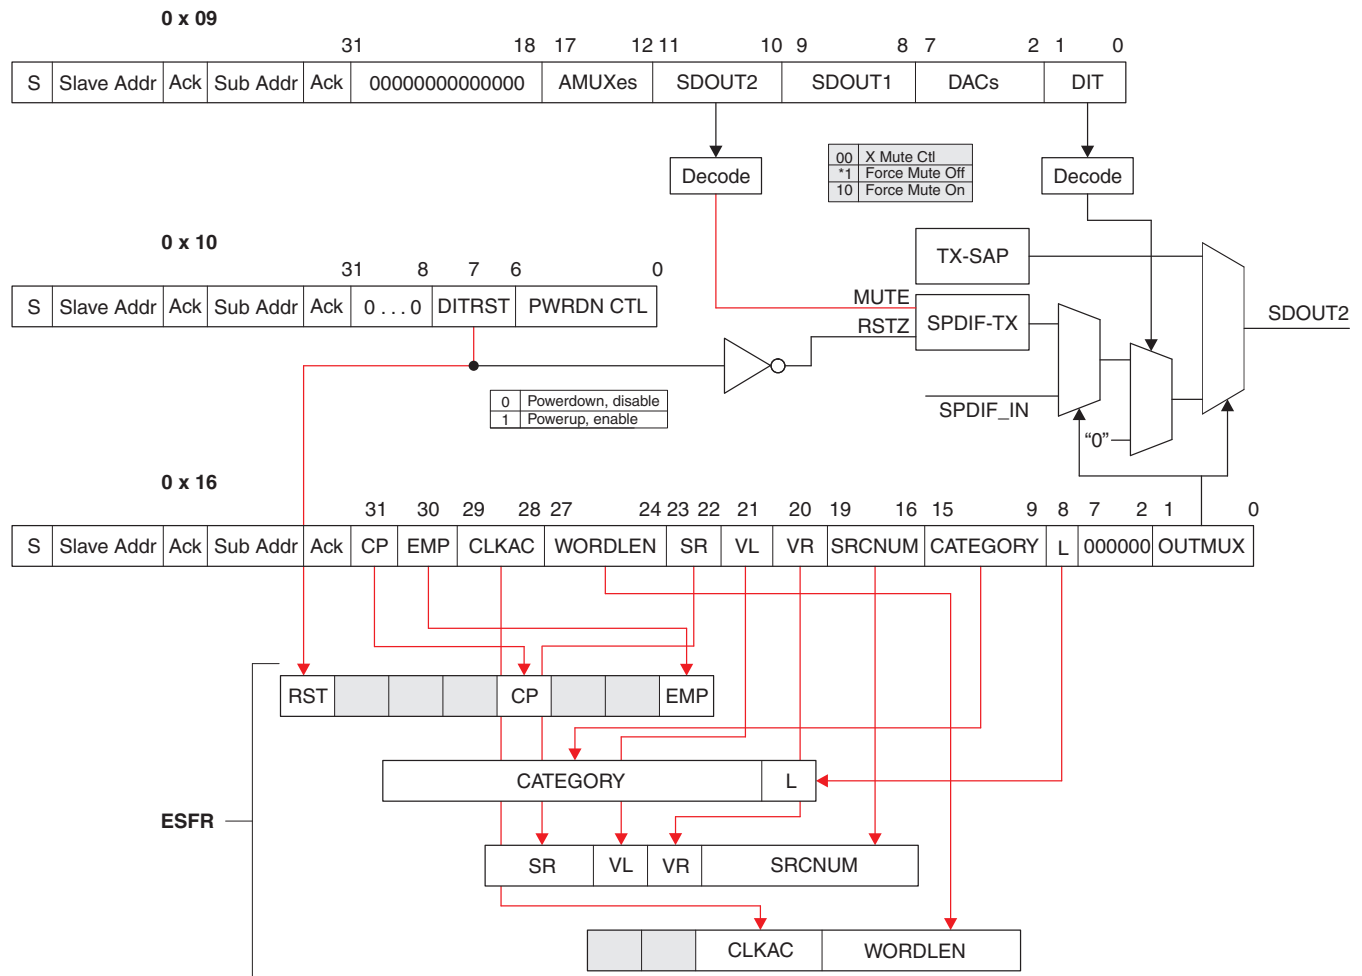 0 x 09
31 18 17 12 11 10 9 8 7 2 1 0
S Slave Addr Ack Sub Addr Ack 00000000000000 AMUXes SDOUT2 SDOUT1 DACs DIT
00 X Mute Ctl
*1 Force Mute Off
10 Force Mute On
Decode Decode
0 x 10
TX-SAP
31 8 7 6 0
S Slave Addr Ack Sub Addr Ack 0 . . . 0 DITRST PWRDN CTL
MUTE
SPDIF-TX
RSTZ
SDOUT2
0 Powerdown, disable
1 Powerup, enable
SPDIF_IN
“0”
0 x 16
31 30 29 28 27 24 23 22 21 20 19 16 15 9 8 7 2 1 0
S Slave Addr Ack Sub Addr Ack CP EMP CLKAC WORDLEN SR VL VR SRCNUM CATEGORY L 000000 OUTMUX
RST CP EMP
CATEGORY L
ESFR
SR VL VR SRCNUM
CLKAC WORDLEN